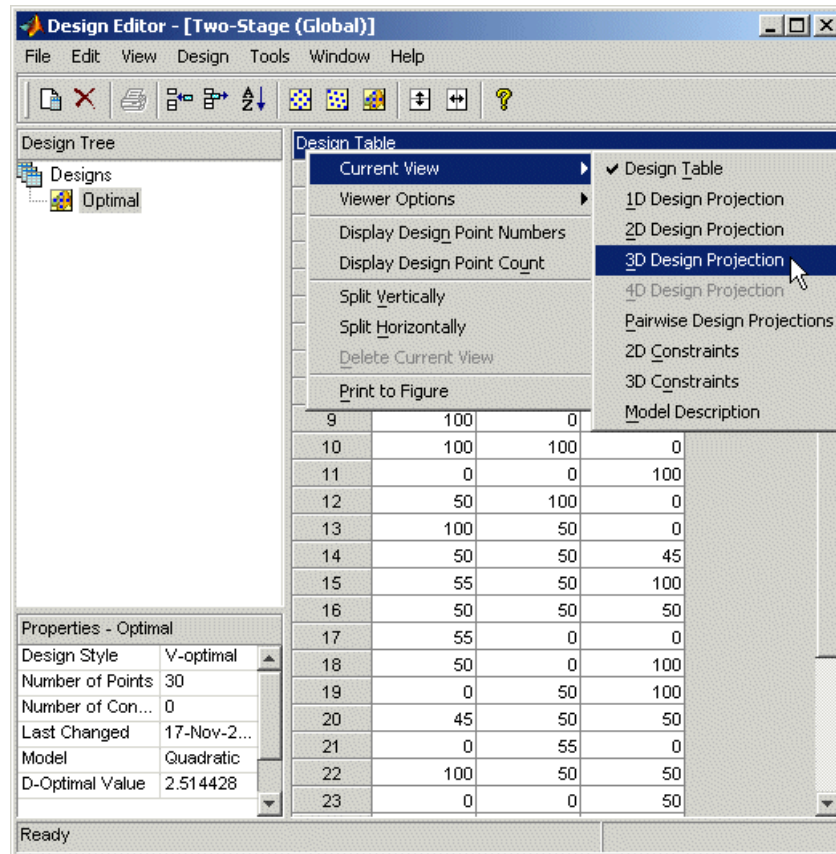 Design Editor - [Two-Stage (Global)]
File Edit View Design Tools Window Help
Design Tree
Designs
Optimal
Design Table
Current View
Viewer Options
Display Design Point Numbers
Display Design Point Count
Split Vertically
Split Horizontally
Delete Current View
Print to Figure
Design Table
1D Design Projection
2D Design Projection
3D Design Projection
4D Design Projection
Pairwise Design Projections
2D Constraints
3D Constraints
Model Description
9 100 0
10 100 100 0
11 0 0 100
12 50 100 0
13 100 50 0
14 50 50 45
15 55 50 100
16 50 50 50
17 55 0 0
18 50 0 100
19 0 50 100
20 45 50 50
21 0 55 0
22 100 50 50
23 0 0 50
Properties - Optimal
Design Style V-optimal
Number of Points 30
Number of Con... 0
Last Changed 17-Nov-2...
Model Quadratic
D-Optimal Value 2.514428
Ready